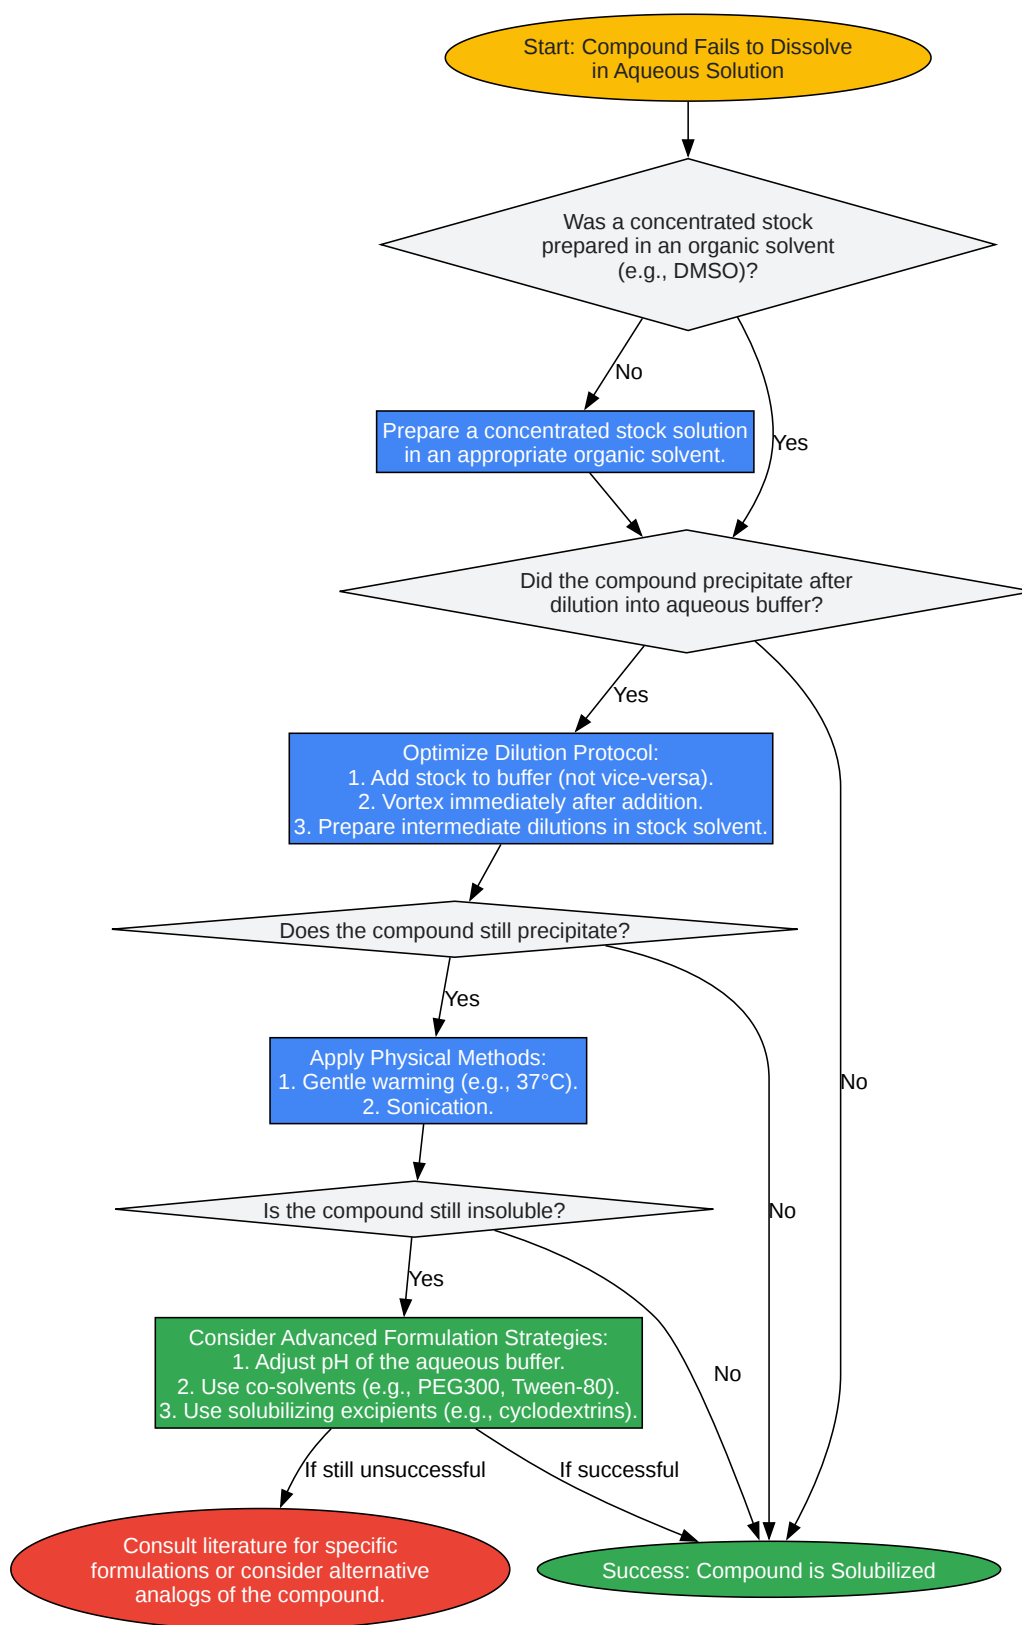 Start: Compound Fails to Dissolve
in Aqueous Solution
Was a concentrated stock
prepared in an organic solvent
(e.g., DMSO)?
No
Prepare a concentrated stock solution
in an appropriate organic solvent.
Yes
Did the compound precipitate after
dilution into aqueous buffer?
Yes
Optimize Dilution Protocol:
1. Add stock to buffer (not vice-versa).
2. Vortex immediately after addition.
3. Prepare intermediate dilutions in stock solvent.
Does the compound still precipitate?
Yes
Apply Physical Methods:
1. Gentle warming (e.g., 37°C).
2. Sonication.
No
Is the compound still insoluble?
No
Yes
Consider Advanced Formulation Strategies:
1. Adjust pH of the aqueous buffer.
2. Use co-solvents (e.g., PEG300, Tween-80).
3. Use solubilizing excipients (e.g., cyclodextrins).
No
If still unsuccessful
If successful
Consult literature for specific
formulations or consider alternative
analogs of the compound.
Success: Compound is Solubilized